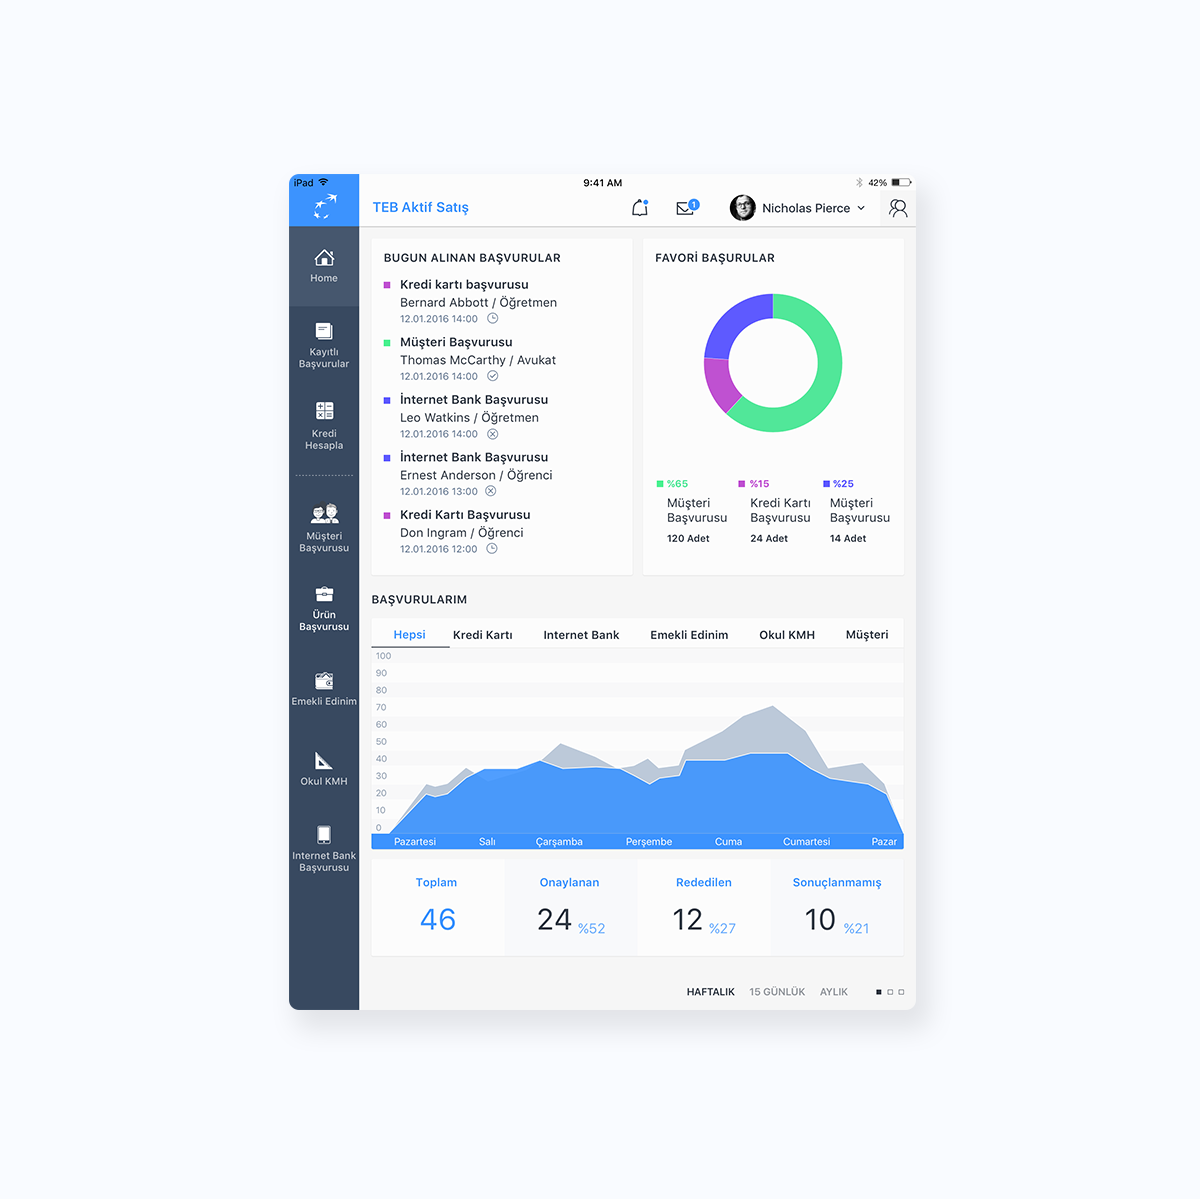 iPad
9:41 AM
42%
TEB Aktif Satış
1
Nicholas Pierce
Home
Kayıtlı
Başvurular
Kredi
Hesapla
Müşteri
Başvurusu
Ürün
Başvurusu
Emekli Edinim
Okul KMH
Internet Bank
Başvurusu
BUGUN ALINAN BAŞVURULAR
Kredi kartı başvurusu
Bernard Abbott / Öğretmen
12.01.2016 14:00
Müşteri Başvurusu
Thomas McCarthy / Avukat
12.01.2016 14:00
İnternet Bank Başvurusu
Leo Watkins / Öğretmen
12.01.2016 14:00
İnternet Bank Başvurusu
Ernest Anderson / Öğrenci
12.01.2016 13:00
Kredi Kartı Başvurusu
Don Ingram / Öğrenci
12.01.2016 12:00
FAVORİ BAŞURULAR
%65
Müşteri
Başvurusu
120 Adet
%15
Kredi Kartı
Başvurusu
24 Adet
%25
Müşteri
Başvurusu
14 Adet
BAŞVURULARIM
Hepsi Kredi Kartı Internet Bank Emekli Edinim Okul KMH Müşteri
100
90
80
70
60
50
40
30
20
10
0
Pazartesi Salı Çarşamba Perşembe Cuma Cumartesi Pazar
Toplam
46
Onaylanan
24 %52
Rededilen
12 %27
Sonuçlanmamış
10 %21
HAFTALIK 15 GÜNLÜK AYLIK